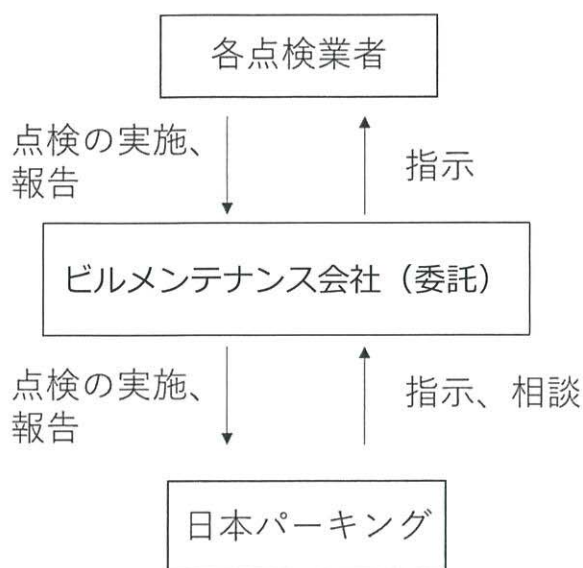 各点検業者
点検の実施、
報告
指示
ビルメンテナンス会社（委託）
点検の実施、
報告
指示、相談
日本パーキング